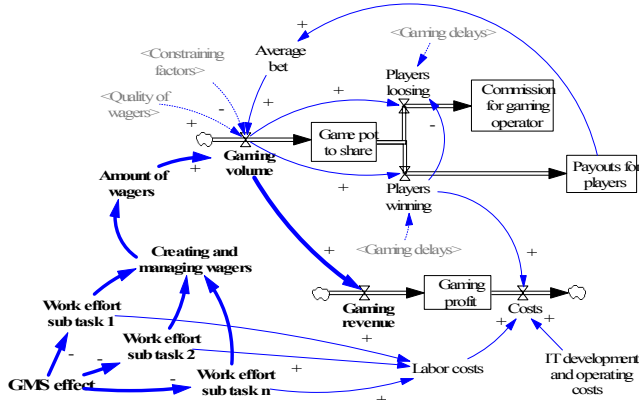 +
<Gaming delays>
<Constraining
factors>
Average
bet
+
Players
loosing
Commission
for gaming
operator
<Quality of
wagers>
-
+
+
+
-
Game pot
to share
+
Gaming
volume
Payouts for
players
Amount of
wagers
+
+
Players
winning
<Gaming delays>
+
+
Creating and
managing wagers
Gaming
profit
Gaming
revenue
Costs
Work effort
sub task 1
+
+
+
Work effort
sub task 2
-
-
+
Labor costs
IT development
and operating
costs
GMS effect
-
Work effort
sub task n
+